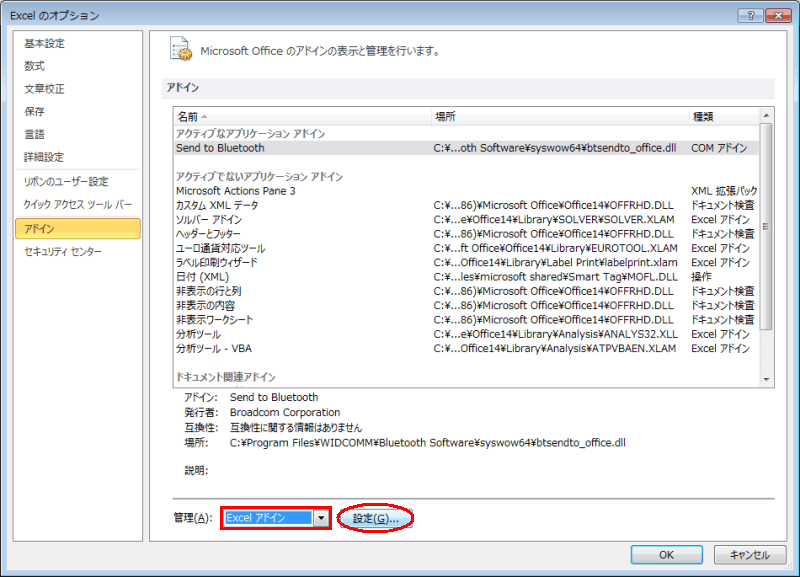 Excel のオプション
基本設定
数式
文章校正
保存
言語
詳細設定
リボンのユーザー設定
クイック アクセス ツール バー
アドイン
セキュリティ センター
Microsoft Office のアドインの表示と管理を行います。
アドイン
名前 場所 種類
アクティブなアプリケーション アドイン
Send to Bluetooth C:¥...oth Software¥syswow64¥btsendto_office.dll COM アドイン
アクティブでないアプリケーション アドイン
Microsoft Actions Pane 3 XML 拡張パック
カスタム XML データ C:¥...86)¥Microsoft Office¥Office14¥OFFRHD.DLL ドキュメント検査
ソルバー アドイン C:¥...e¥Office14¥Library¥SOLVER¥SOLVER.XLAM Excel アドイン
ヘッダーとフッター C:¥...86)¥Microsoft Office¥Office14¥OFFRHD.DLL ドキュメント検査
ユーロ通貨対応ツール C:¥...ft Office¥Office14¥Library¥EUROTOOL.XLAM Excel アドイン
ラベル印刷ウィザード C:¥...Office14¥Library¥Label Print¥labelprint.xlam Excel アドイン
日付 (XML) C:¥...les¥microsoft shared¥Smart Tag¥MOFL.DLL 操作
非表示の行と列 C:¥...86)¥Microsoft Office¥Office14¥OFFRHD.DLL ドキュメント検査
非表示の内容 C:¥...86)¥Microsoft Office¥Office14¥OFFRHD.DLL ドキュメント検査
非表示ワークシート C:¥...86)¥Microsoft Office¥Office14¥OFFRHD.DLL ドキュメント検査
分析ツール C:¥...e¥Office14¥Library¥Analysis¥ANALYS32.XLL Excel アドイン
分析ツール - VBA C:¥...Office14¥Library¥Analysis¥ATPVBAEN.XLAM Excel アドイン
ドキュメント関連アドイン
アドイン: Send to Bluetooth
発行者: Broadcom Corporation
互換性: 互換性に関する情報はありません
場所: C:¥Program Files¥WIDCOMM¥Bluetooth Software¥syswow64¥btsendto_office.dll
説明:
管理(A): Excel アドイン 設定(G)...
OK キャンセル